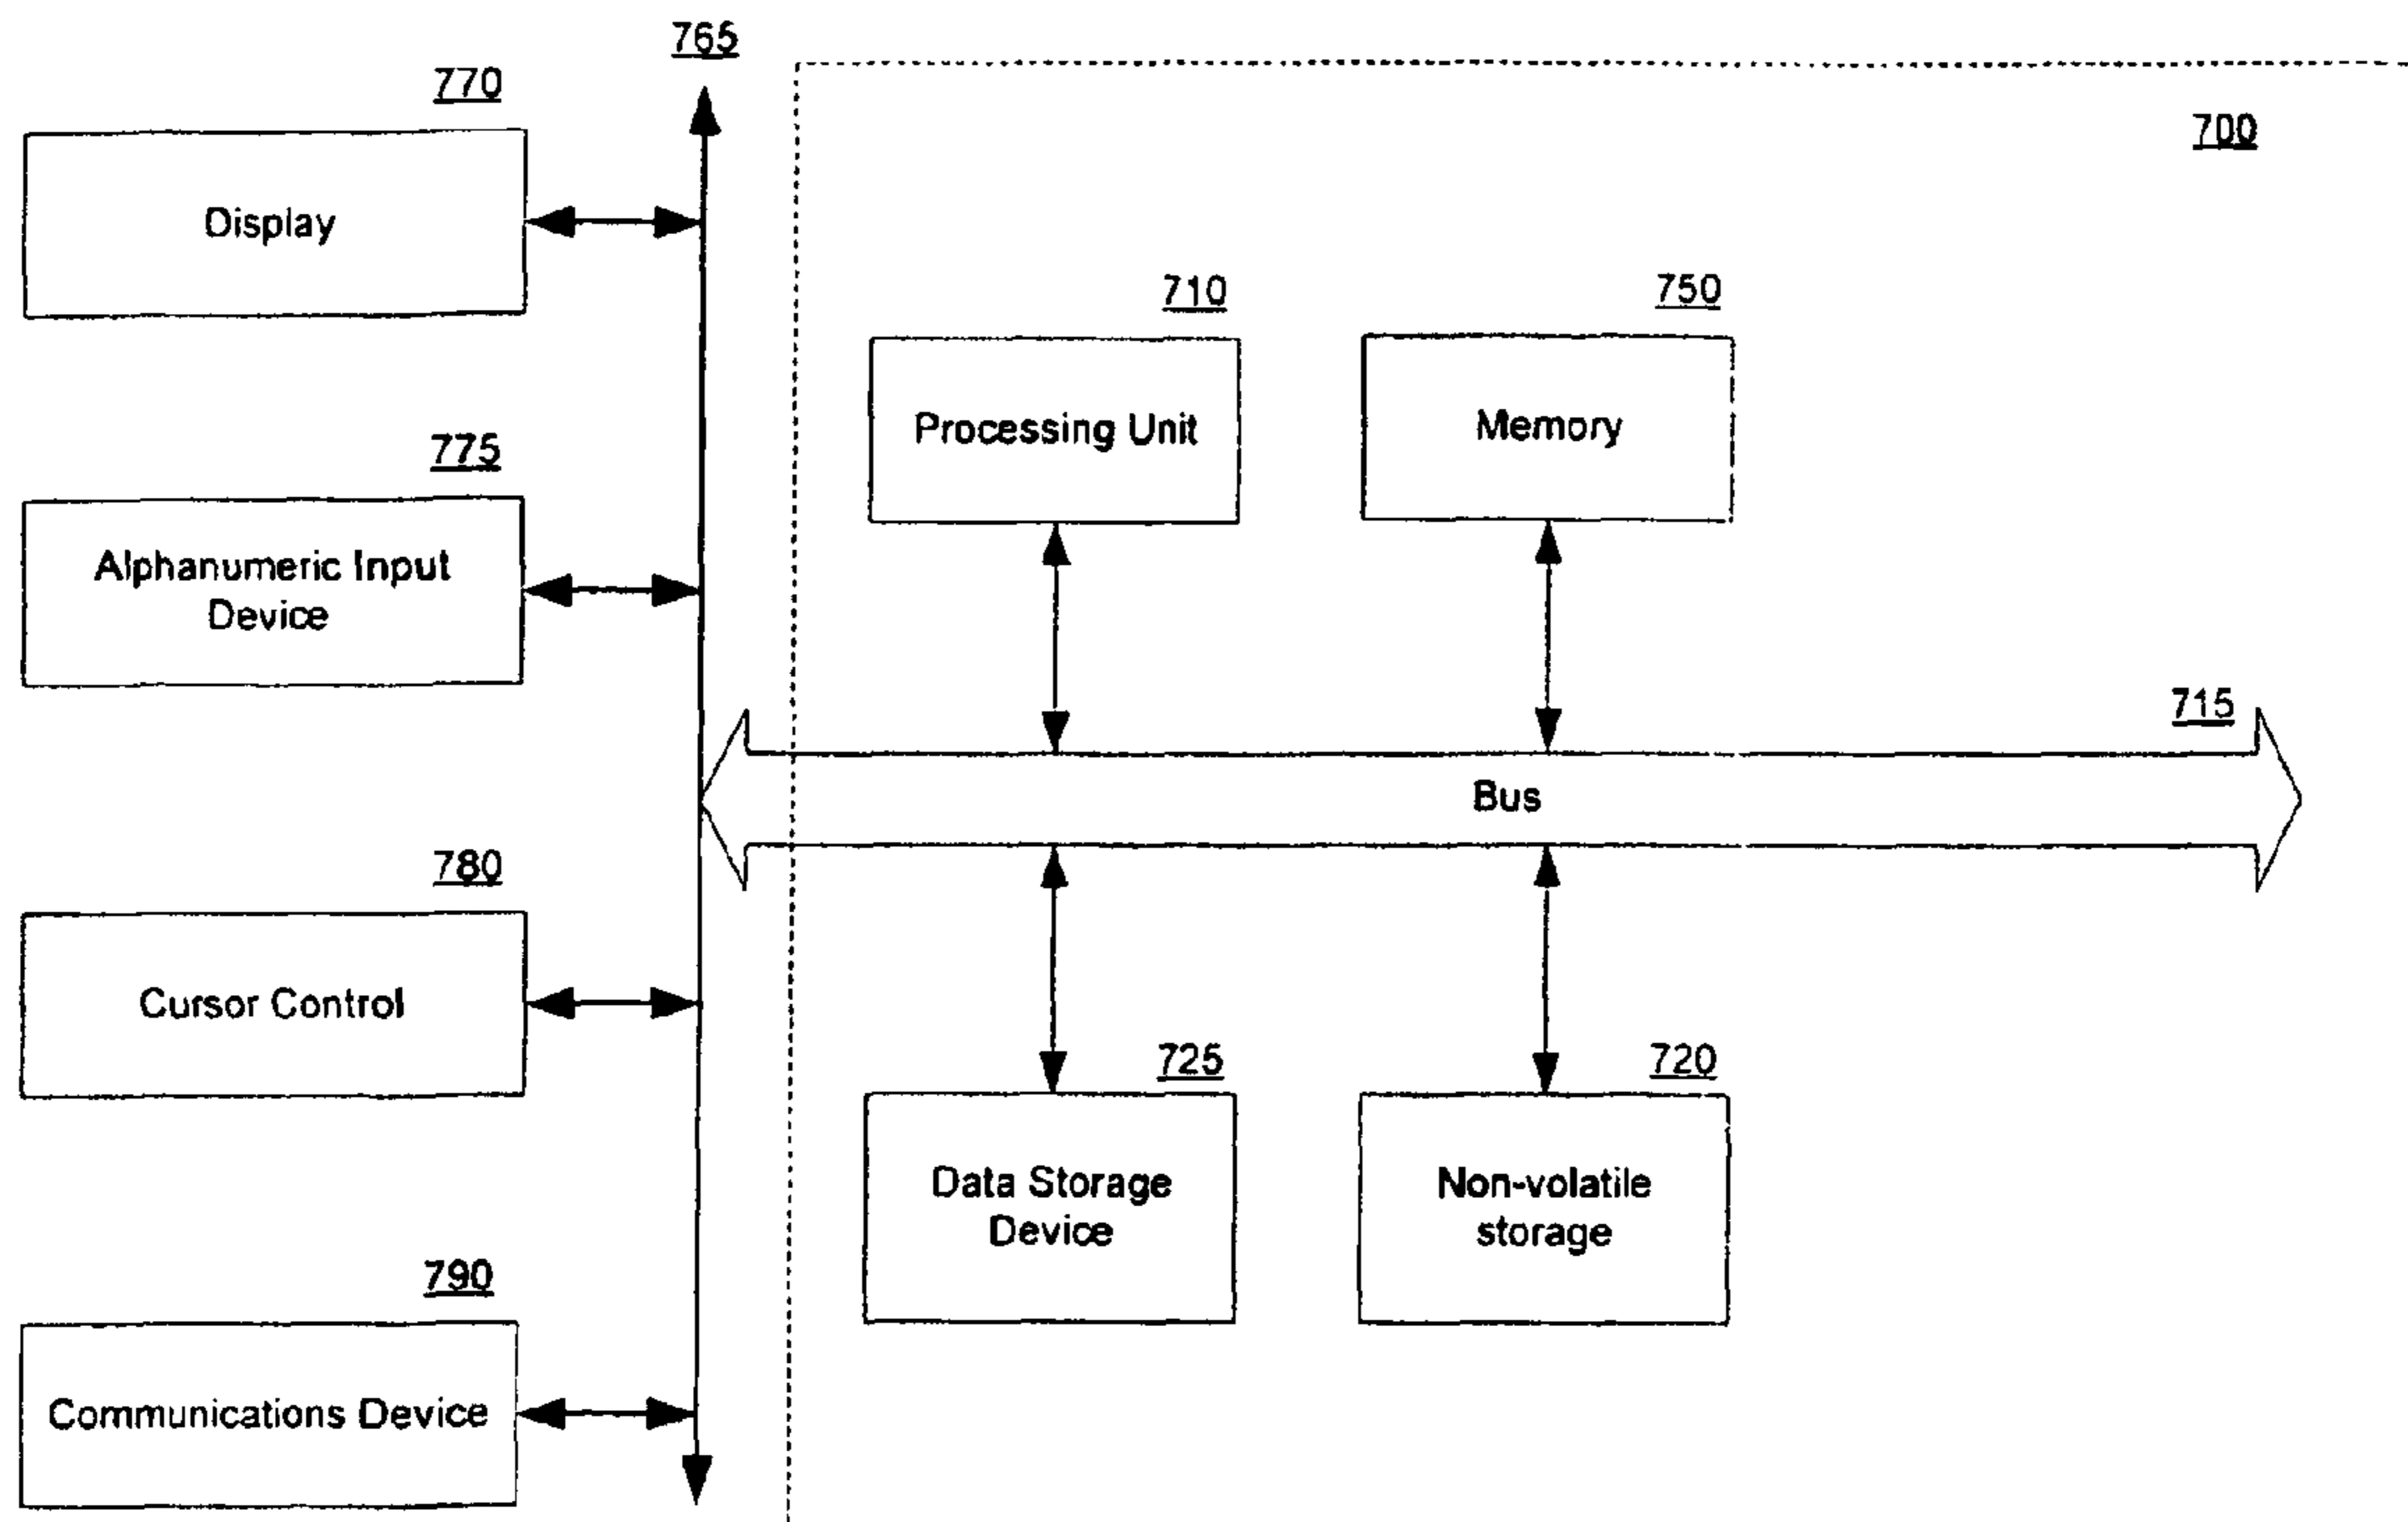 765
770
700
Display
710
750
Processing Unit
Memory
775
Alphanumeric Input
Device
715
Bus
780
Cursor Control
725
720
Data Storage
Device
Non-volatile
storage
790
Communications Device